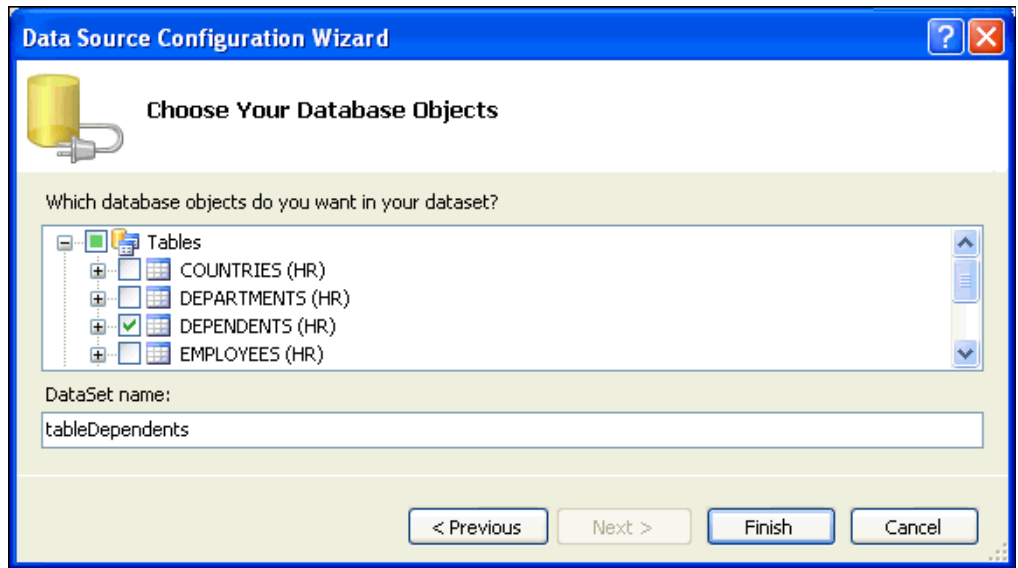 Data Source Configuration Wizard
Choose Your Database Objects
Which database objects do you want in your dataset?
Tables
COUNTRIES (HR)
DEPARTMENTS (HR)
DEPENDENTS (HR)
EMPLOYEES (HR)
DataSet name:
tableDependents
< Previous Next > Finish Cancel